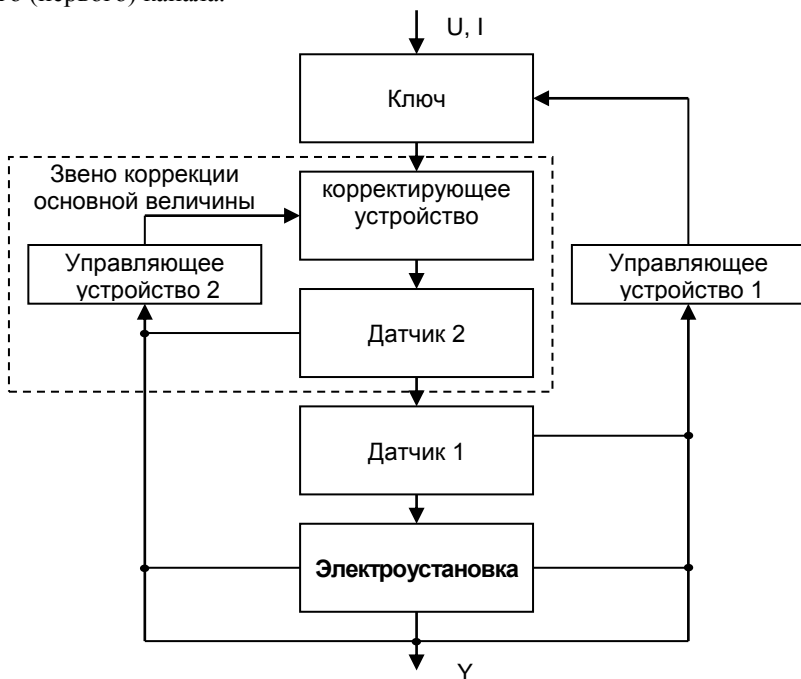 (первого) канала.
U, I
Ключ
Звено коррекции
основной величины
корректирующее
устройство
Управляющее
устройство 2
Управляющее
устройство 1
Датчик 2
Датчик 1
Электроустановка
Y